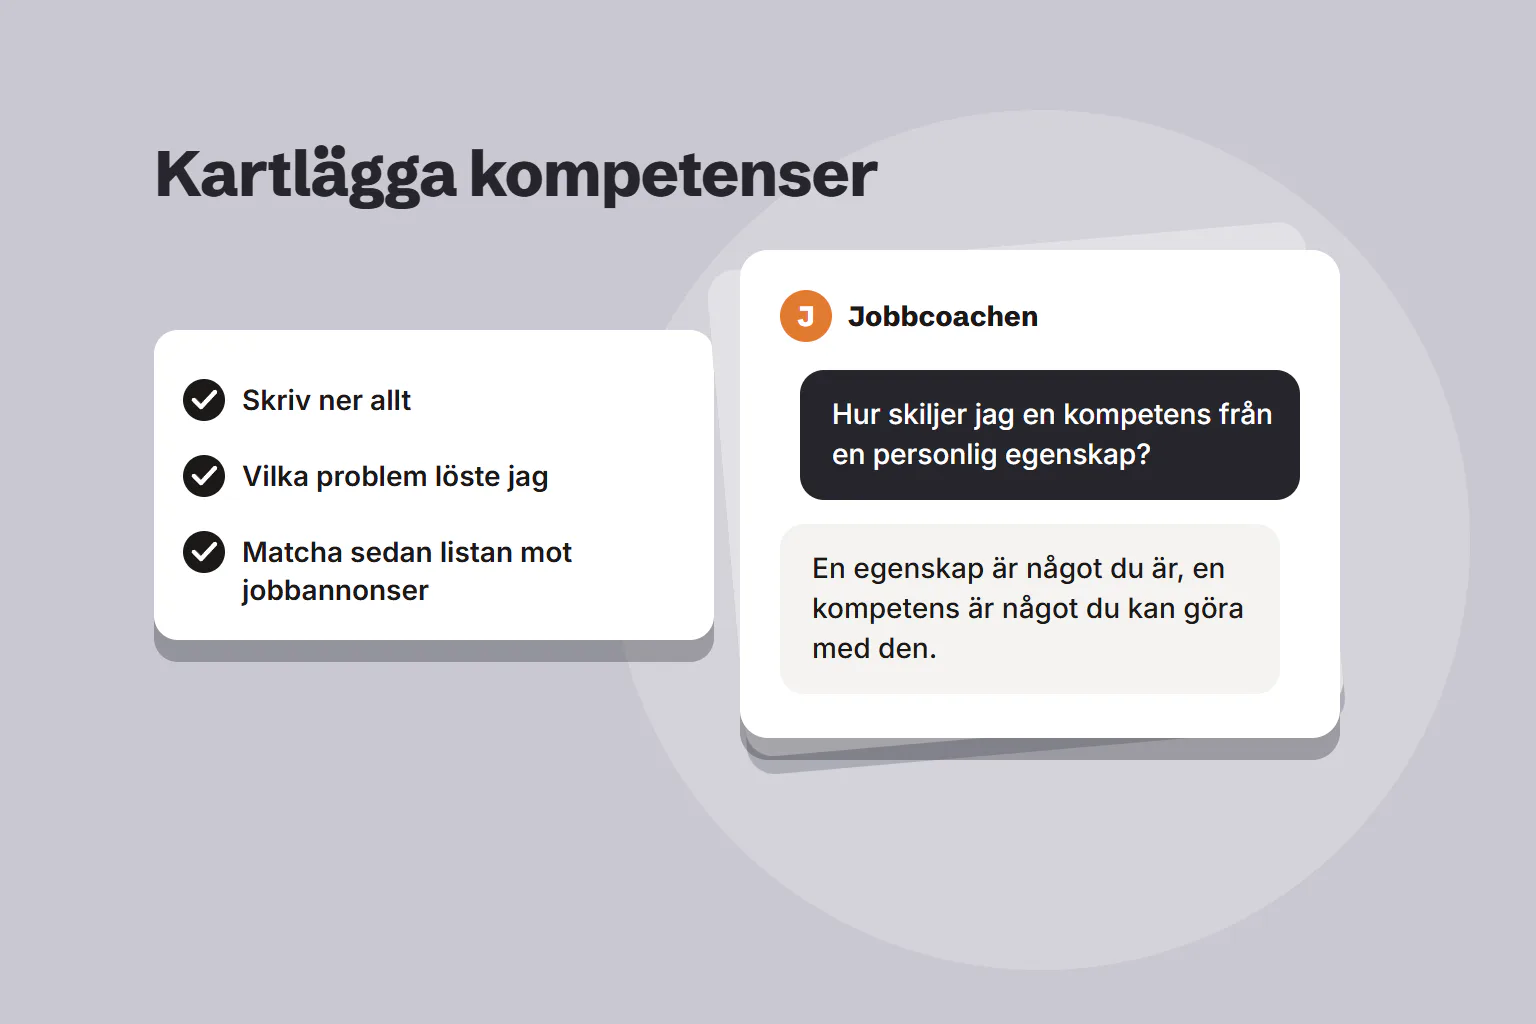 Kartlägga kompetenser
Skriv ner allt
Vilka problem löste jag
Matcha sedan listan mot
jobbannonser
J Jobbcoachen
Hur skiljer jag en kompetens från
en personlig egenskap?
En egenskap är något du är, en
kompetens är något du kan göra
med den.